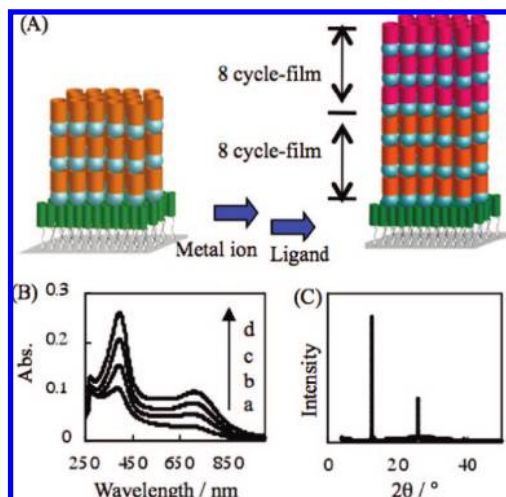 (A)
8 cycle-film
8 cycle-film
Metal ion
Ligand
(B)
0.3
0.2
0.1
0
Abs.
d
c
b
a
250 450 650 850
Wavelength / nm
(C)
Intensity
0 20 40
2θ / °